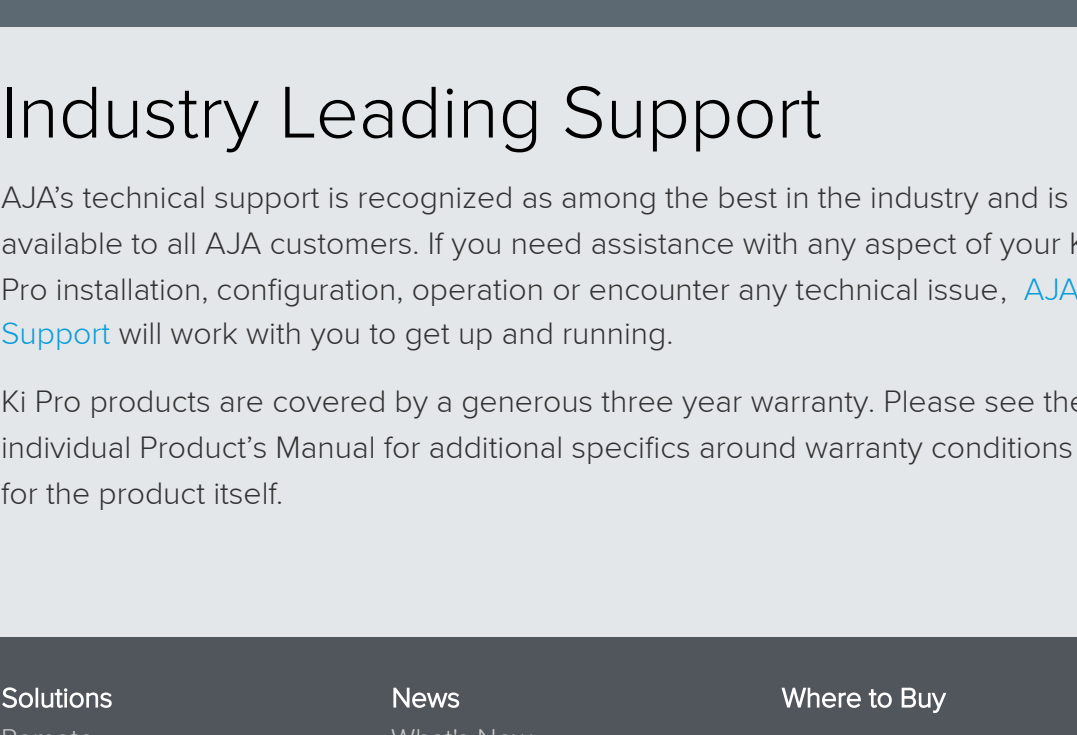 Industry Leading Support
AJA’s technical support is recognized as among the best in the industry and is
available to all AJA customers. If you need assistance with any aspect of your
Pro installation, configuration, operation or encounter any technical issue, AJA
Support will work with you to get up and running.
Ki Pro products are covered by a generous three year warranty. Please see the
individual Product’s Manual for additional specifics around warranty conditions
for the product itself.
Solutions News Where to Buy